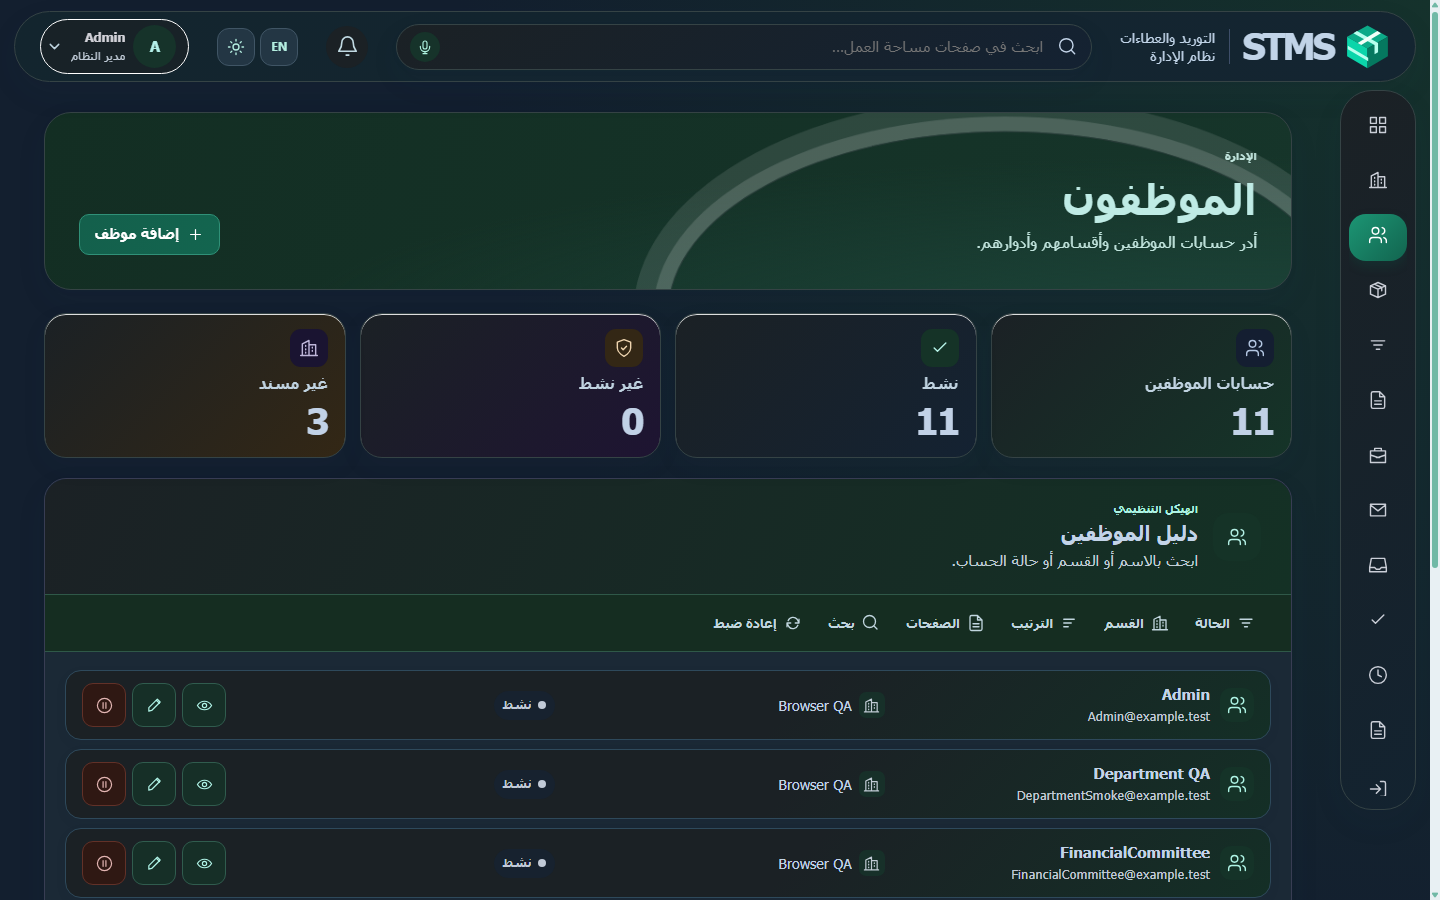 STMS
التوريد والعطاءات
نظام الإدارة
ابحث في صفحات مساحة العمل...
EN
A
Admin
مدير النظام
الإدارة
الموظفون
أدر حسابات الموظفين وأقسامهم وأدوارهم.
إضافة موظف
حسابات الموظفين
11
نشط
11
غير نشط
0
غير مسند
3
الهيكل التنظيمي
دليل الموظفين
ابحث بالاسم أو القسم أو حالة الحساب.
الحالة القسم الترتيب الصفحات بحث إعادة ضبط
Admin
Admin@example.test
Browser QA
نشط
Department QA
DepartmentSmoke@example.test
Browser QA
نشط
FinancialCommittee
FinancialCommittee@example.test
Browser QA
نشط